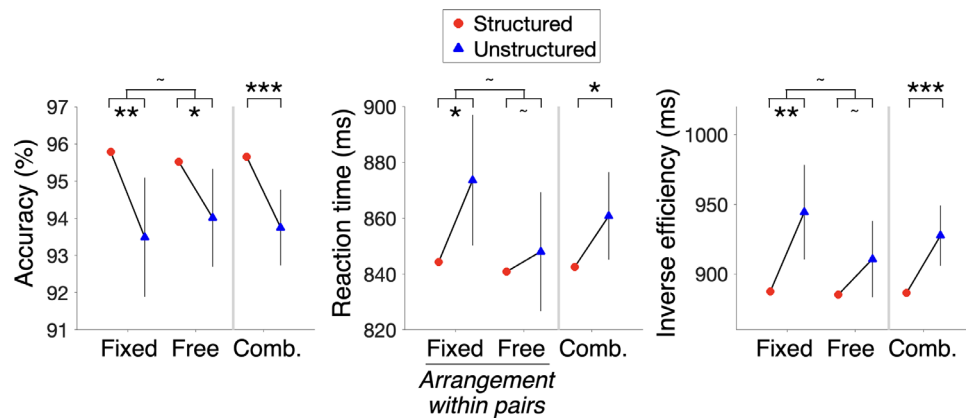 Structured
Unstructured
~
***
** *
Accuracy (%)
97
96
95
94
93
92
91
Fixed Free Comb.
~
*
* ~
Reaction time (ms)
900
880
860
840
820
Fixed Free Comb.
Arrangement
within pairs
~
***
** ~
Inverse efficiency (ms)
1000
950
900
Fixed Free Comb.